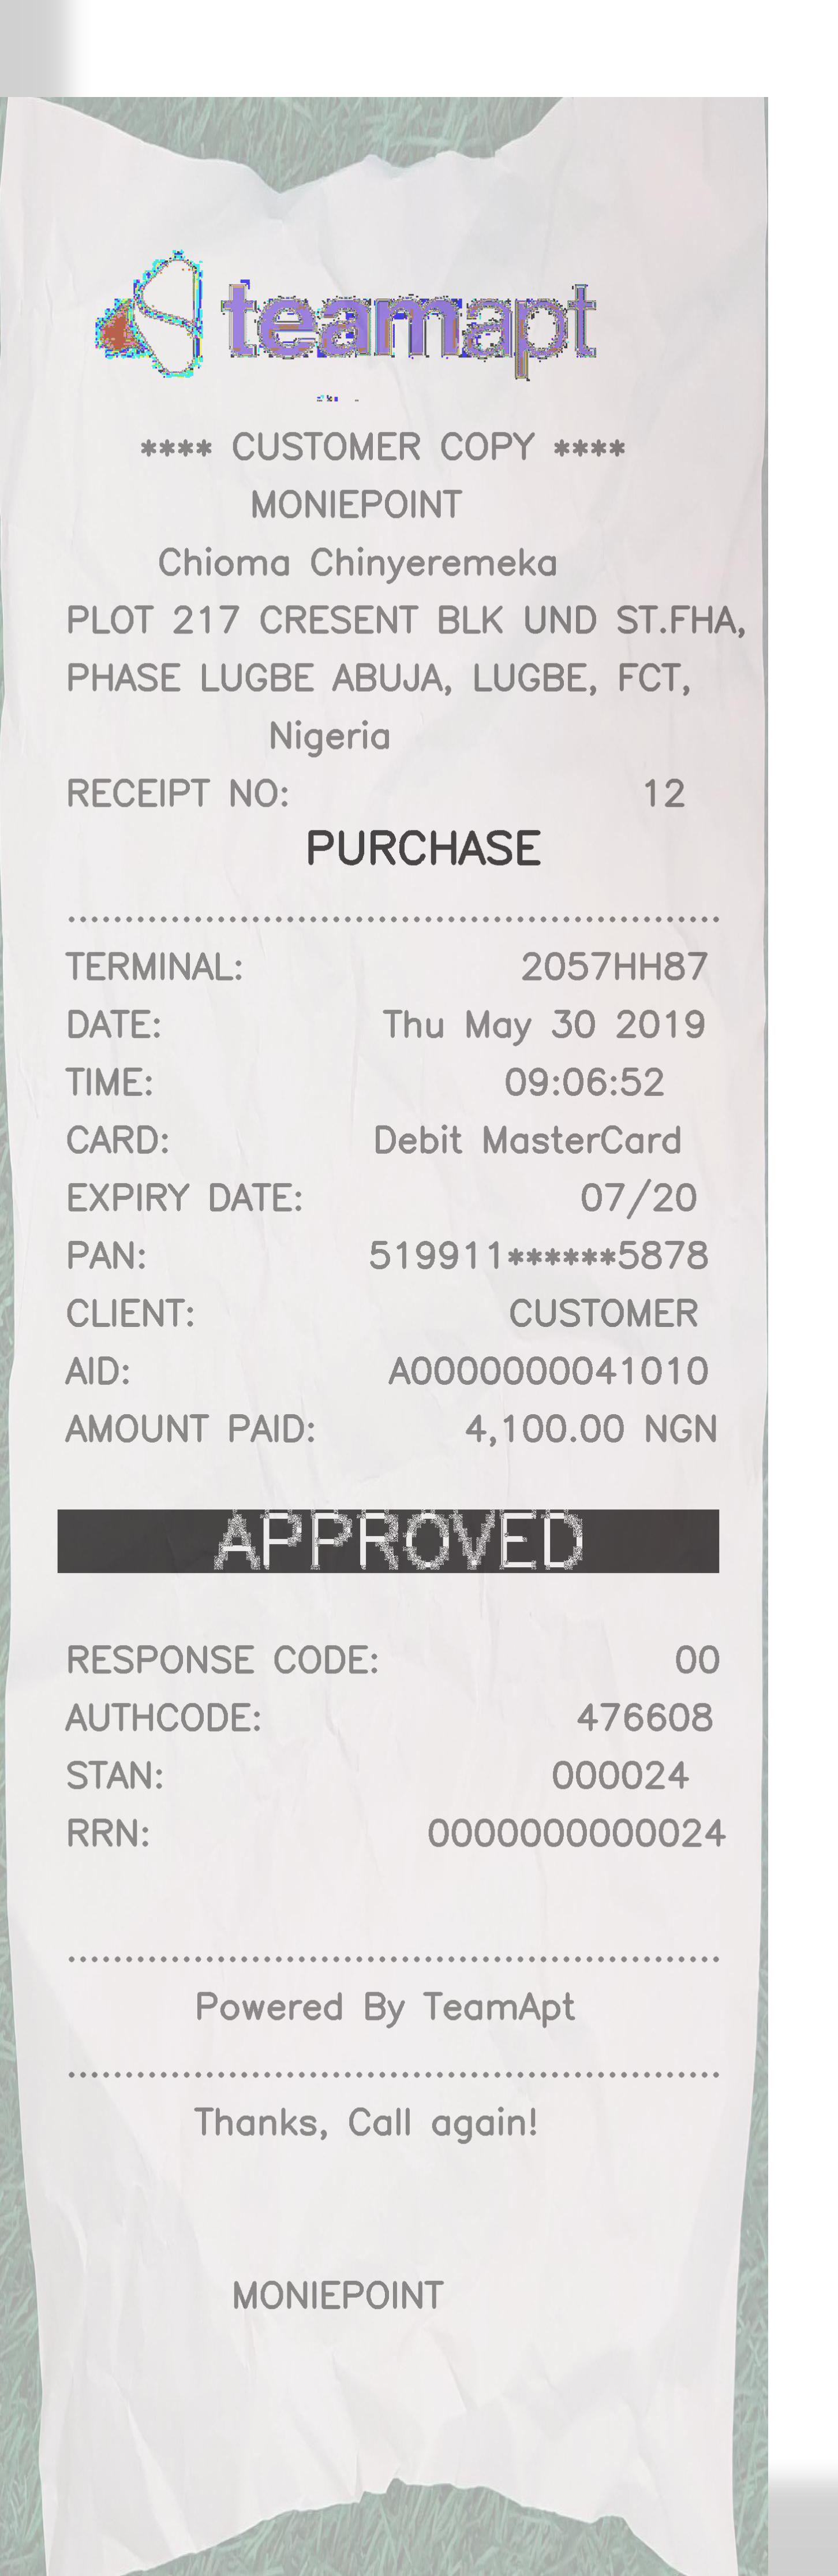 teamapt
**** CUSTOMER COPY ****
MONIEPOINT
Chioma Chinyeremeka
PLOT 217 CRESENT BLK UND ST.FHA,
PHASE LUGBE ABUJA, LUGBE, FCT,
Nigeria
RECEIPT NO: 12
PURCHASE
TERMINAL: 2057HH87
DATE: Thu May 30 2019
TIME: 09:06:52
CARD: Debit MasterCard
EXPIRY DATE: 07/20
PAN: 519911******5878
CLIENT: CUSTOMER
AID: A0000000041010
AMOUNT PAID: 4,100.00 NGN
APPROVED
RESPONSE CODE: 00
AUTHCODE: 476608
STAN: 000024
RRN: 0000000000024
Powered By TeamApt
Thanks, Call again!
MONIEPOINT